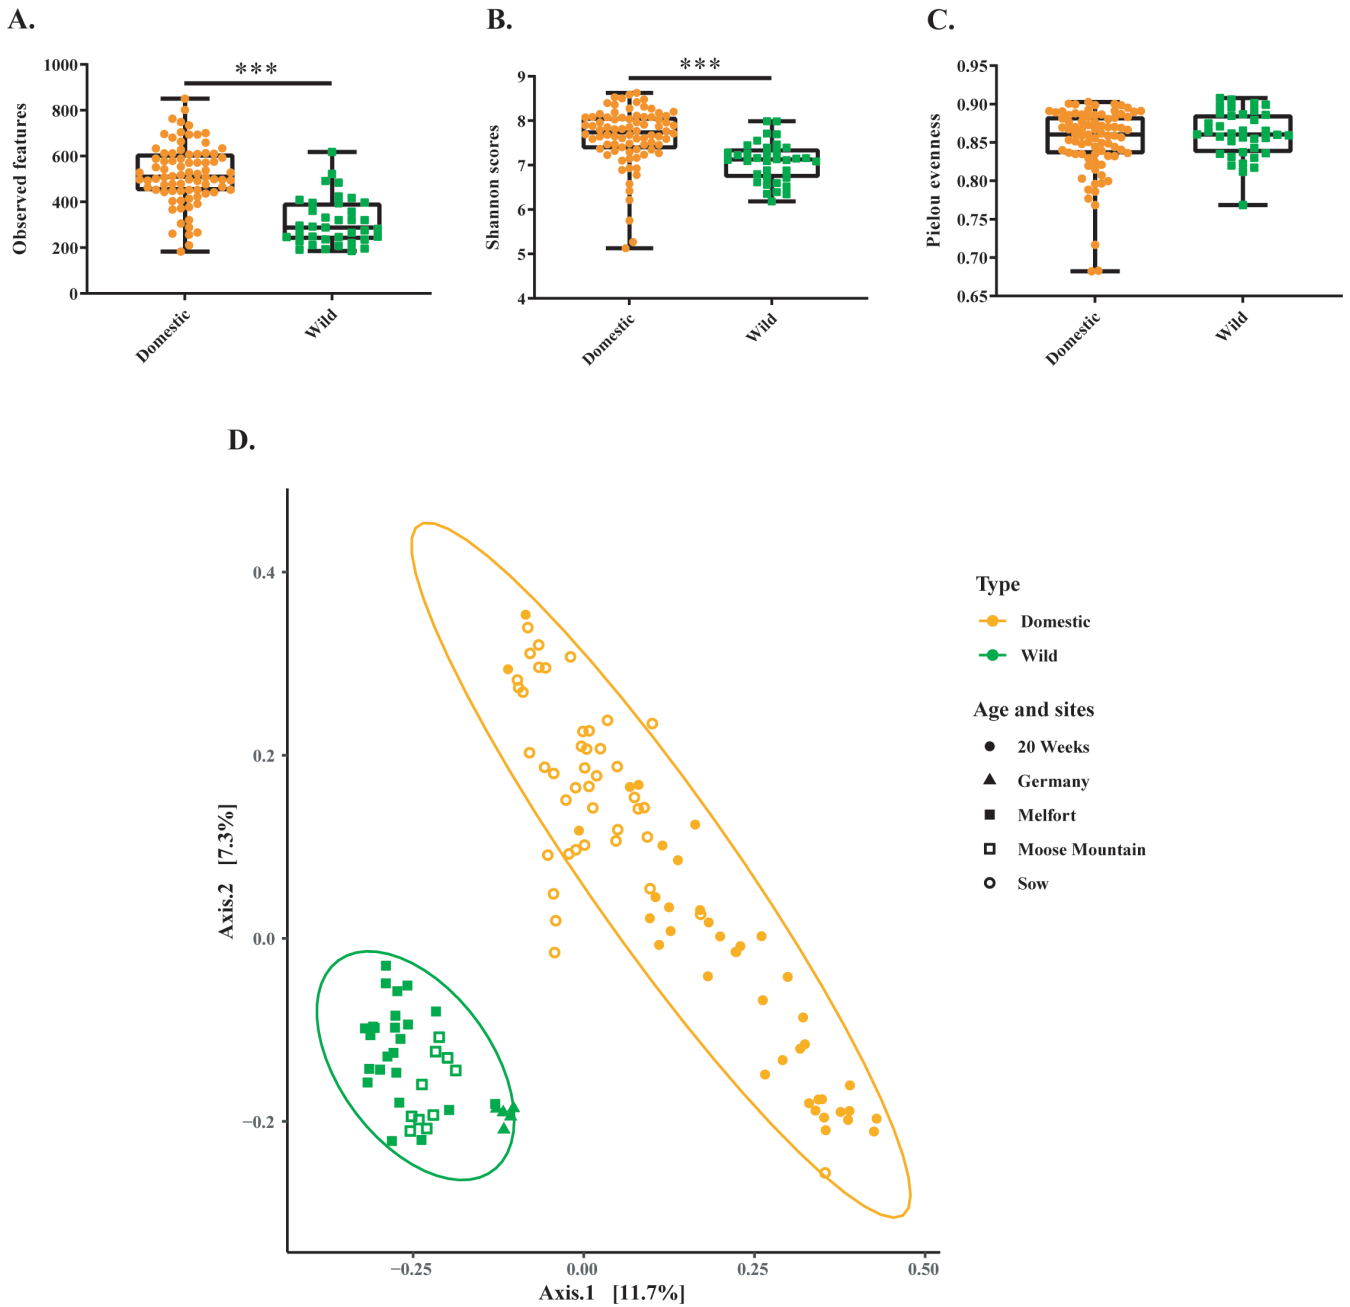 A.
B.
C.
Observed features
1000
800
600
400
200
0
***
Domestic
Wild
Shannon scores
9
8
7
6
5
4
***
Domestic
Wild
Pielou evenness
0.95
0.90
0.85
0.80
0.75
0.70
0.65
Domestic
Wild
D.
Axis.2 [7.3%]
0.4
0.2
0.0
−0.2
−0.25
0.00
0.25
0.50
Axis.1 [11.7%]
Type
Domestic
Wild
Age and sites
20 Weeks
Germany
Melfort
Moose Mountain
Sow